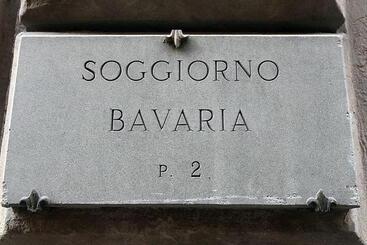 SOGGIORNO
BAVARIA
P. 2.